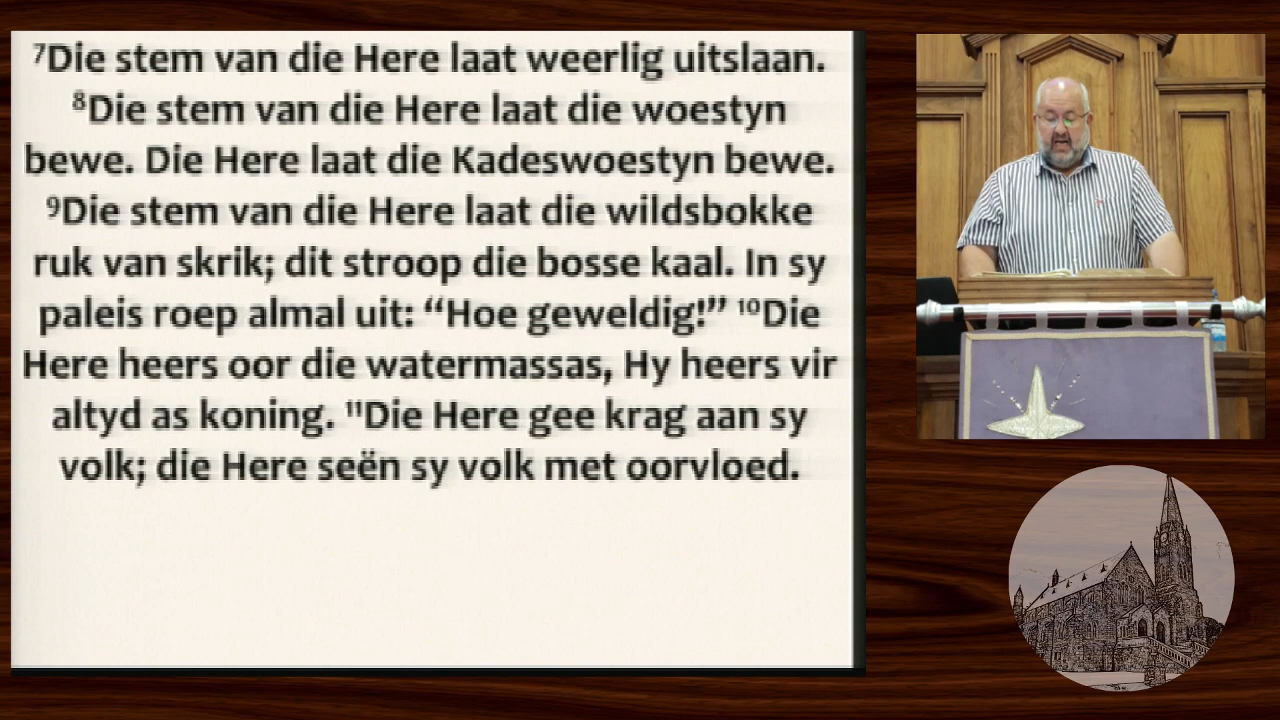 ⁷Die stem van die Here laat weerlig uitslaan.
⁸Die stem van die Here laat die woestyn
bewe. Die Here laat die Kadeswoestyn bewe.
⁹Die stem van die Here laat die wildsbokke
ruk van skrik; dit stroop die bosse kaal. In sy
paleis roep almal uit: “Hoe geweldig!” ¹⁰Die
Here heers oor die watermassas, Hy heers vir
altyd as koning. ¹¹Die Here gee krag aan sy
volk; die Here seën sy volk met oorvloed.